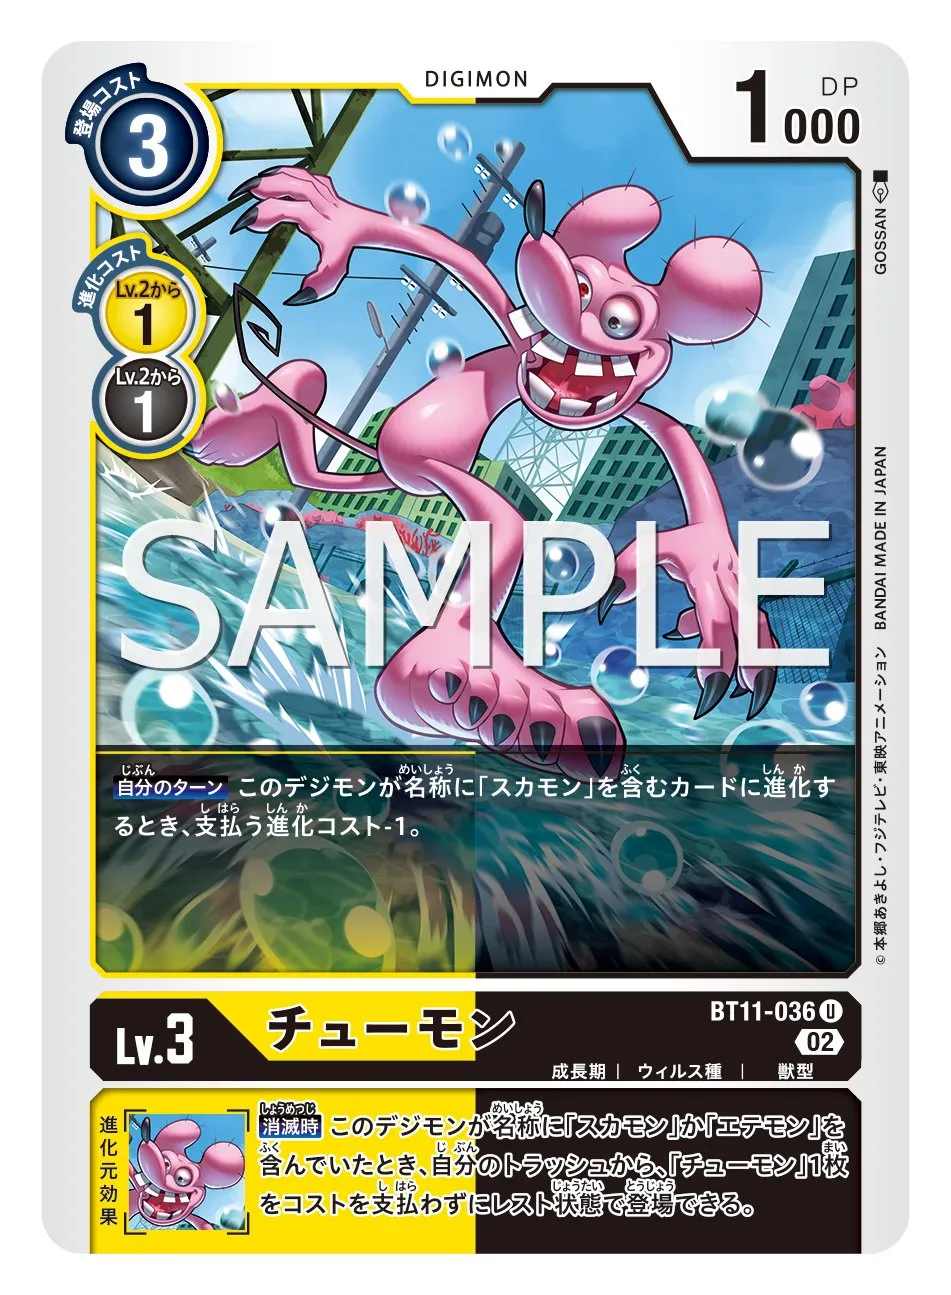 DIGIMON
登場コスト
3
1000
DP
進化コスト
Lv.2から
1
Lv.2から
1
GOSSAN
SAMPLE
自分のターン このデジモンが名称に「スカモン」を含むカードに進化す
るとき、支払う進化コスト-1。
©本郷あきよし・フジテレビ・東映アニメーション BANDAI MADE IN JAPAN
Lv.3
チューモン
BT11-036 U
02
成長期 | ウィルス種 | 獣型
進化元効果
消滅時 このデジモンが名称に「スカモン」か「エテモン」を
含んでいたとき、自分のトラッシュから、「チューモン」1枚
をコストを支払わずにレスト状態で登場できる。